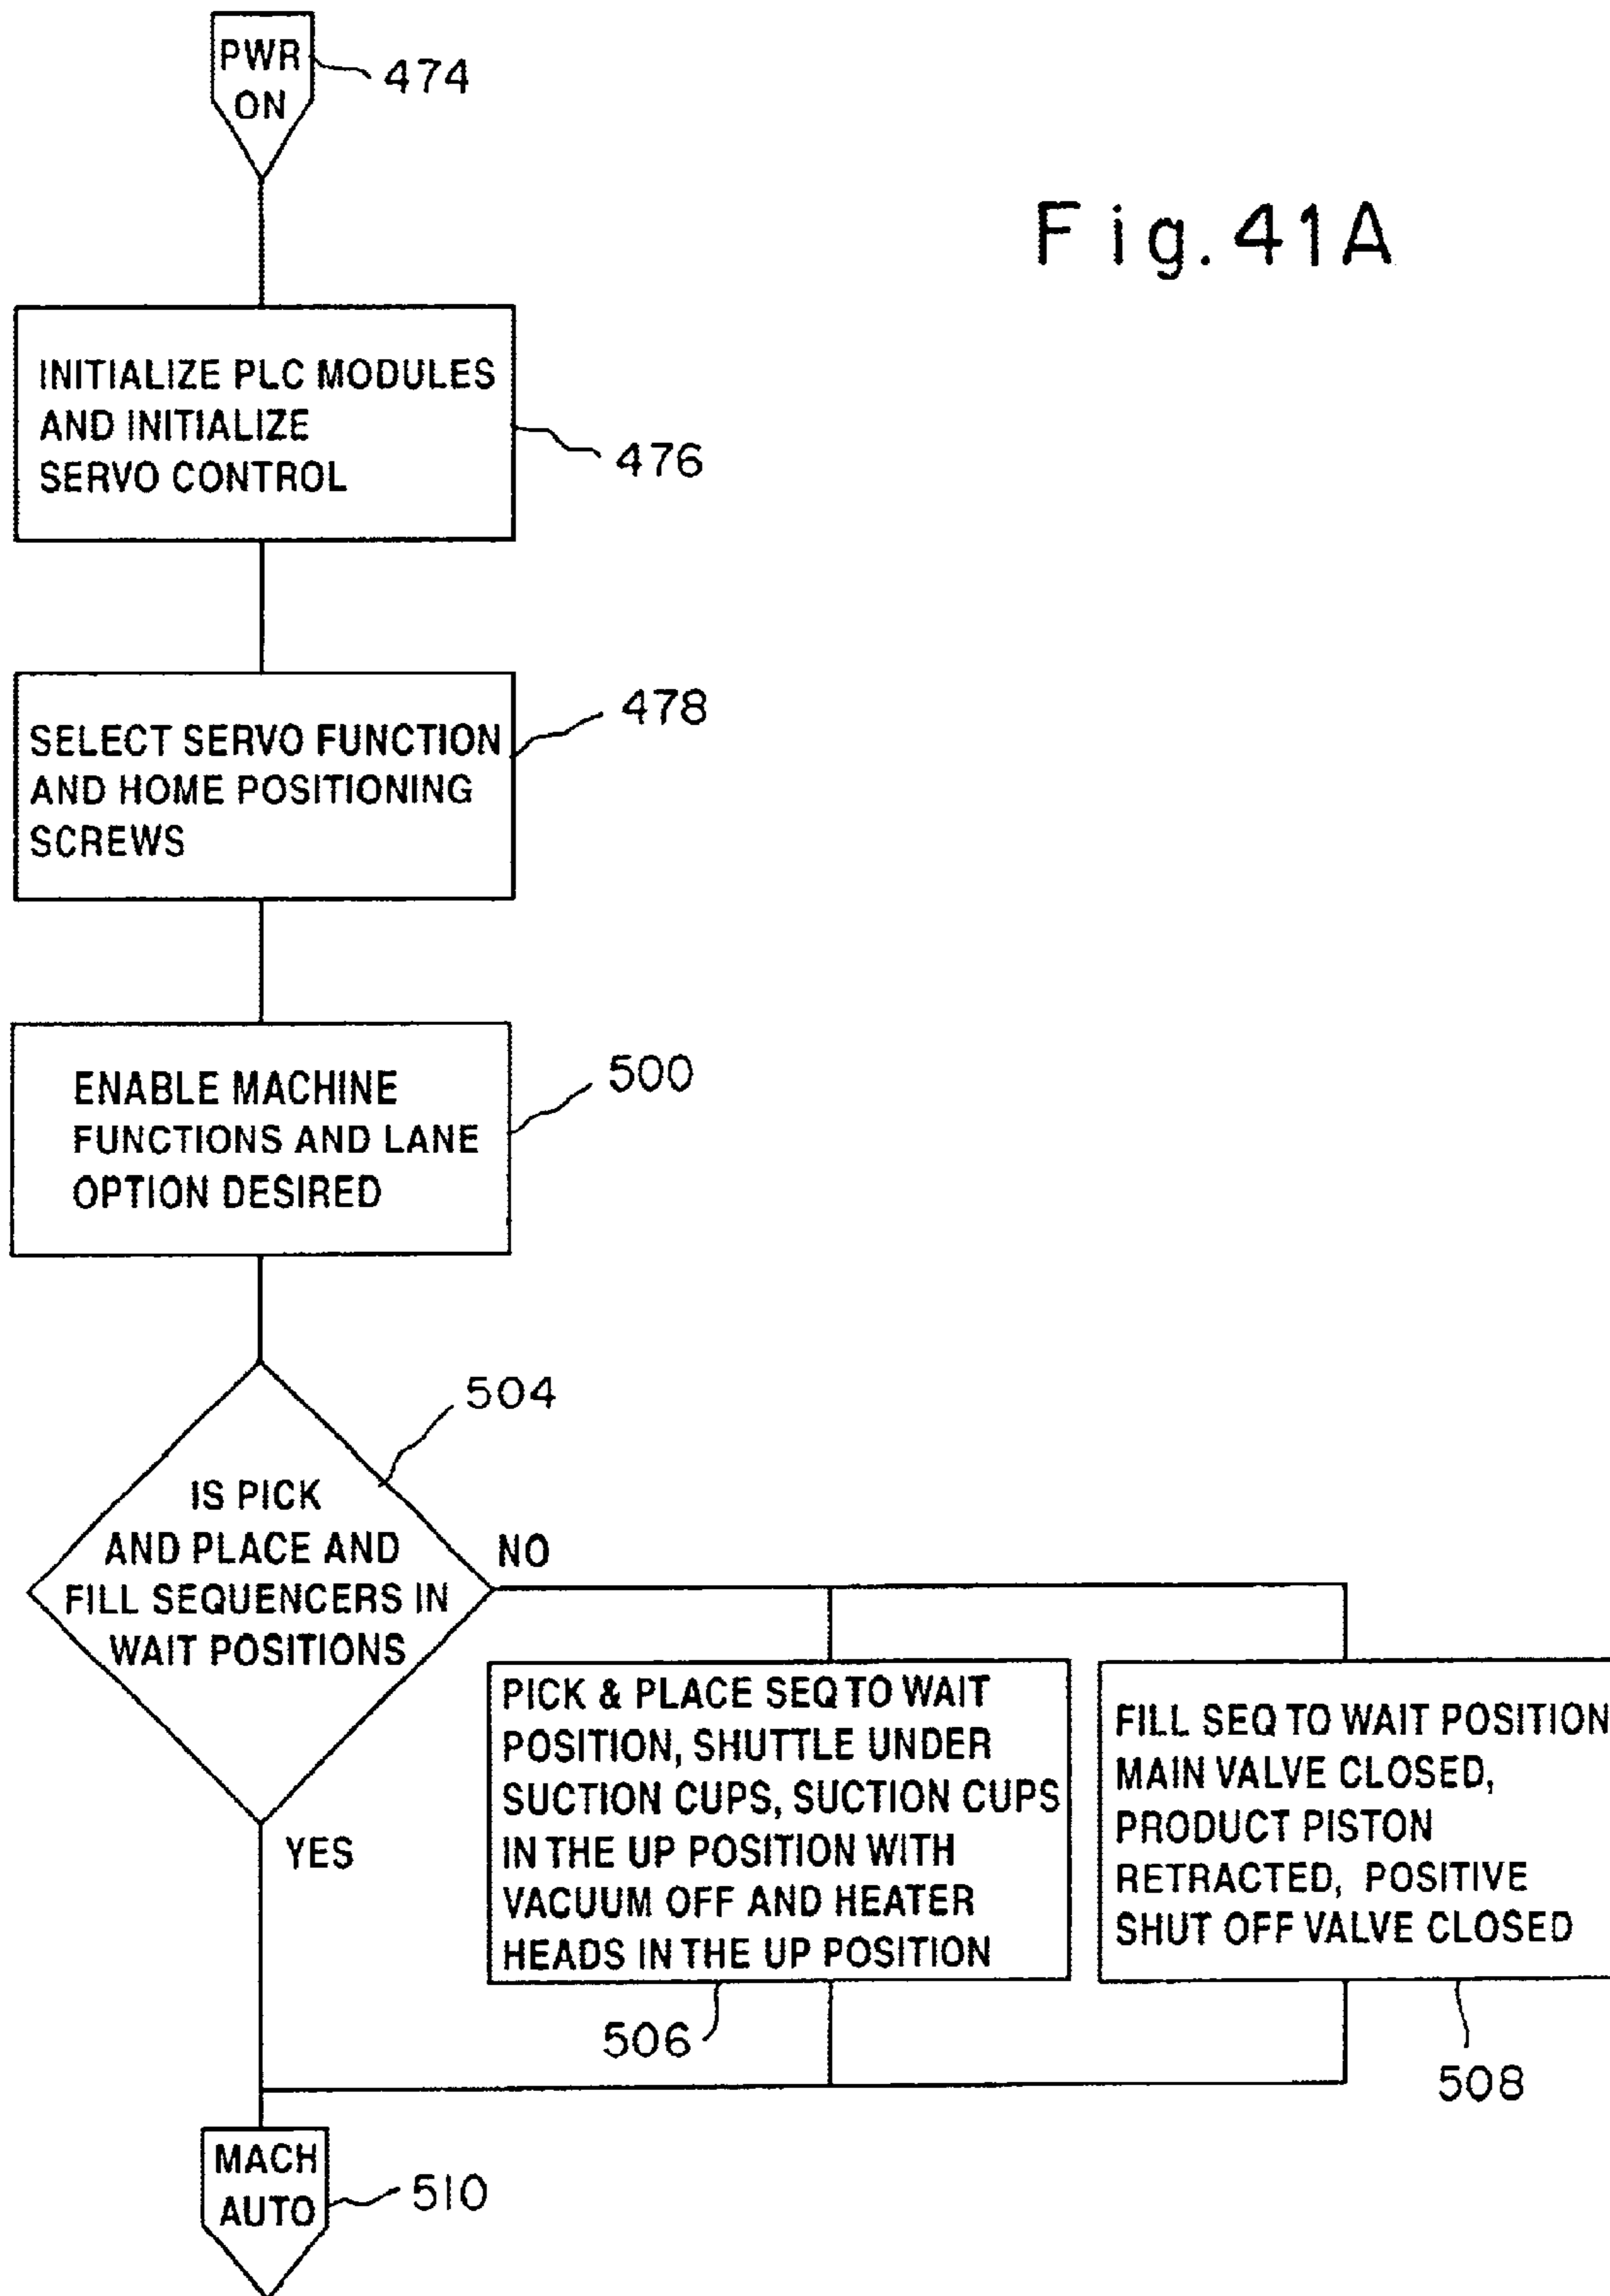 PWR
ON
474
Fig. 41A
INITIALIZE PLC MODULES
AND INITIALIZE
SERVO CONTROL
476
SELECT SERVO FUNCTION
AND HOME POSITIONING
SCREWS
478
ENABLE MACHINE
FUNCTIONS AND LANE
OPTION DESIRED
500
504
IS PICK
AND PLACE AND
FILL SEQUENCERS IN
WAIT POSITIONS
NO
YES
PICK & PLACE SEQ TO WAIT
POSITION, SHUTTLE UNDER
SUCTION CUPS, SUCTION CUPS
IN THE UP POSITION WITH
VACUUM OFF AND HEATER
HEADS IN THE UP POSITION
506
FILL SEQ TO WAIT POSITION
MAIN VALVE CLOSED,
PRODUCT PISTON
RETRACTED, POSITIVE
SHUT OFF VALVE CLOSED
508
MACH
AUTO
510